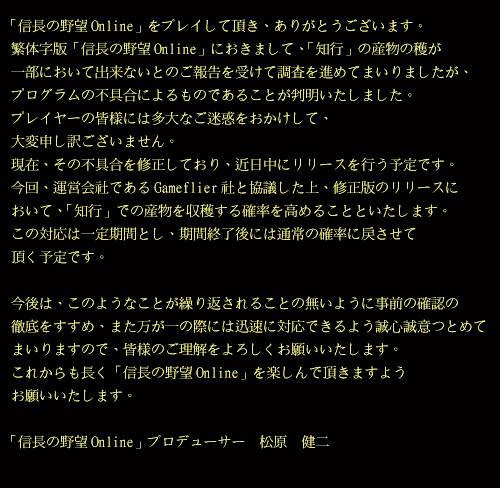 「信長の野望Online」をプレイして頂き、ありがとうございます。
繁体字版「信長の野望Online」におきまして、「知行」の産物の穫が
一部において出来ないとのご報告を受けて調査を進めてまいりましたが、
プログラムの不具合によるものであることが判明いたしました。
プレイヤーの皆様には多大なご迷惑をおかけして、
大変申し訳ございません。
現在、その不具合を修正しており、近日中にリリースを行う予定です。
今回、運営会社であるGameflier社と協議した上、修正版のリリースに
おいて、「知行」での産物を収穫する確率を高めることといたします。
この対応は一定期間とし、期間終了後には通常の確率に戻させて
頂く予定です。
今後は、このようなことが繰り返されることの無いように事前の確認の
徹底をすすめ、また万が一の際には迅速に対応できるよう誠心誠意つとめて
まいりますので、皆様のご理解をよろしくお願いいたします。
これからも長く「信長の野望Online」を楽しんで頂きますよう
お願いいたします。
「信長の野望Online」プロデューサー　松原　健二